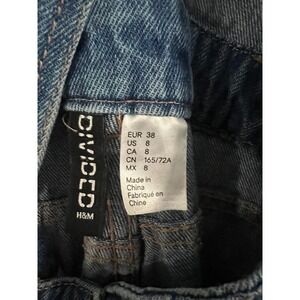 DIVIDED
H&M
EUR 38
US 8
CA 8
CN 165/72A
MX 8
Made in
China
Fabriqué en
Chine